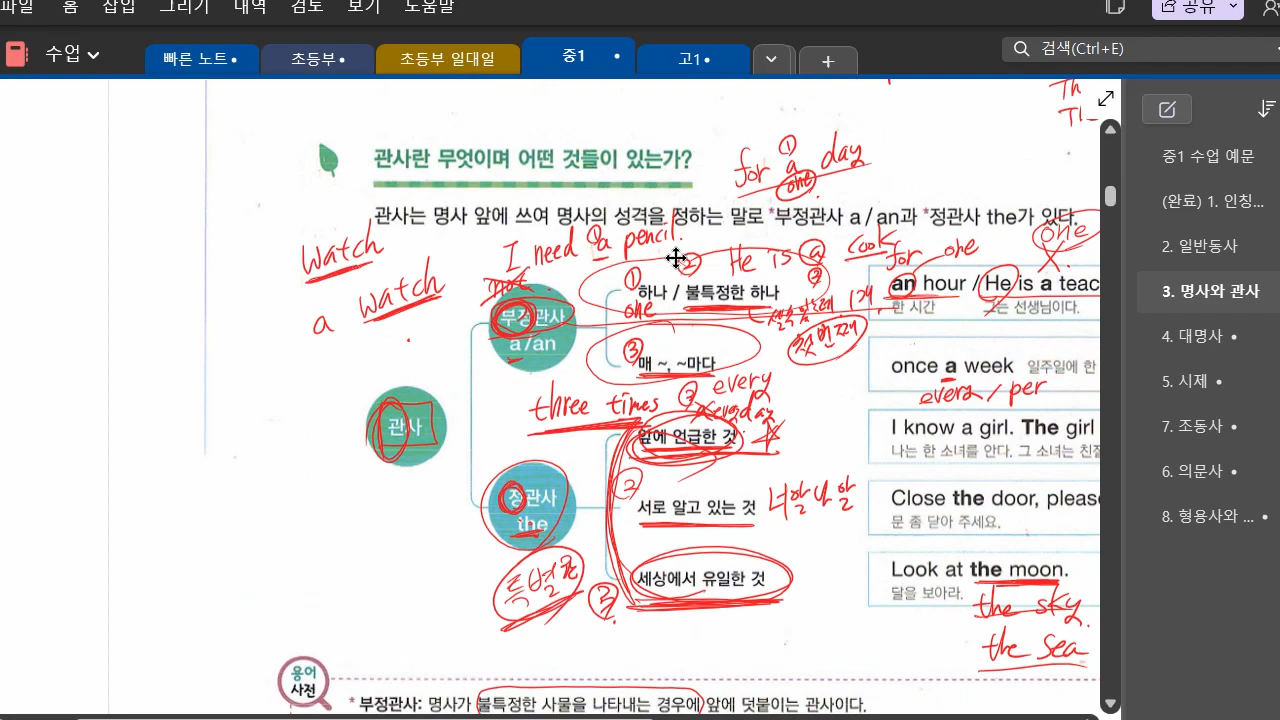 파일 홈 삽입 그리기 대역 검토 보기 도움말 공유
수업 빠른 노트 초등부 초등부 일대일 중1 고1 검색(Ctrl+E)
Th
관사란 무엇이며 어떤 것들이 있는가?
for a day
① one
관사는 명사 앞에 쓰여 명사의 성격을 정하는 말로 *부정관사 a / an과 *정관사 the가 있다.
watch
a watch
I need a pencil.
① He is a cook
② for one
one
부정관사
a / an
① 하나 / 불특정한 하나
one
첫번째
an hour / He is a teac
한 시간
는 선생님이다.
③ 매 ~, ~마다
once a week 일주일에 한
every / per
three times
every
관사
앞에 언급한 것
I know a girl. The girl
나는 한 소녀를 안다. 그 소녀는 친절
정관사
the
② 서로 알고 있는 것
너알나알
Close the door, please
문 좀 닫아 주세요.
특별
세상에서 유일한 것
Look at the moon.
달을 보아라.
the sky.
the sea
용어
사전
* 부정관사: 명사가 불특정한 사물을 나타내는 경우에 앞에 덧붙이는 관사이다.
중1 수업 예문
(완료) 1. 인칭...
2. 일반동사
3. 명사와 관사
4. 대명사
5. 시제
7. 조동사
6. 의문사
8. 형용사와 ...